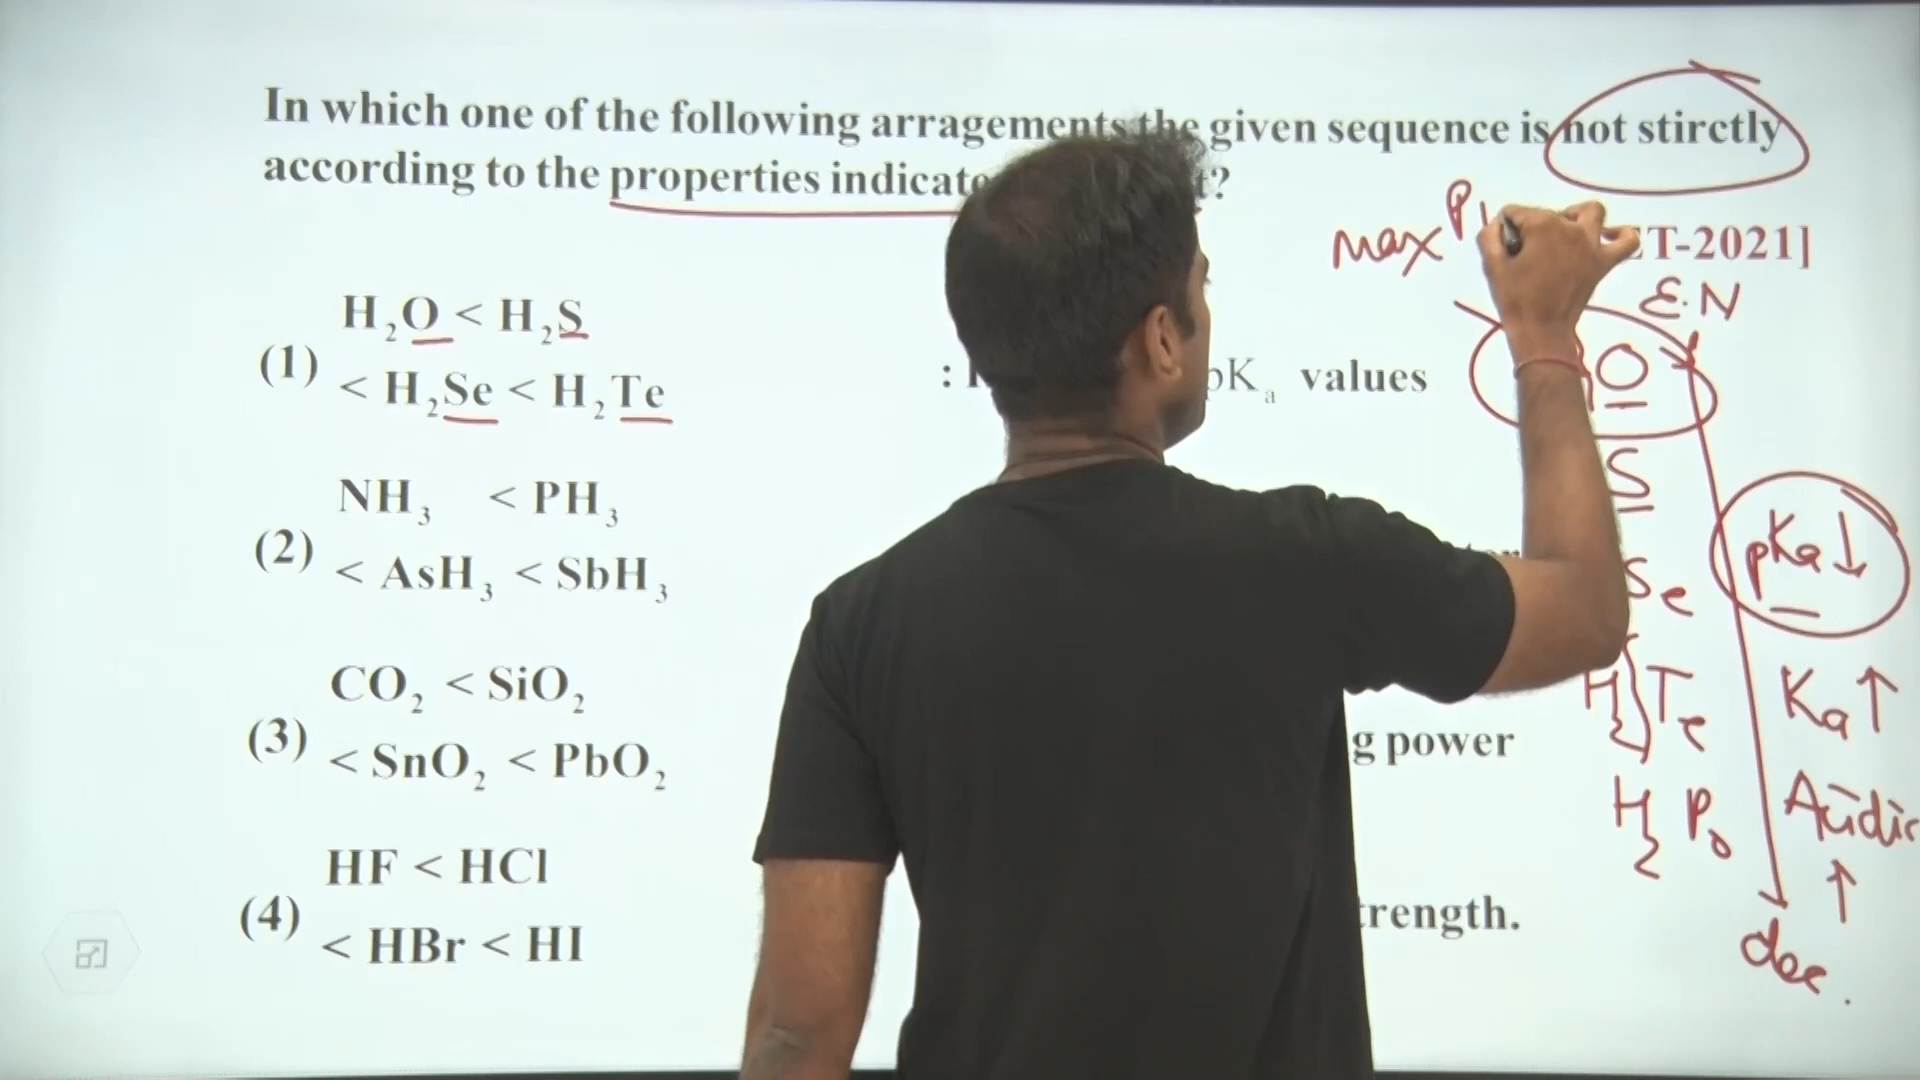 In which one of the following arragements the given sequence is not stirctly
according to the properties indicate ?
max
T-2021]
E.N
H₂O < H₂S
(1)
< H₂Se < H₂Te
: pKₐ values
O
S
Se
H₂Te
H₂Po
pKa↓
Ka↑
Acidic
↑
dec.
NH₃ < PH₃
(2)
< AsH₃ < SbH₃
CO₂ < SiO₂
(3)
< SnO₂ < PbO₂
g power
HF < HCl
(4)
< HBr < HI
trength.